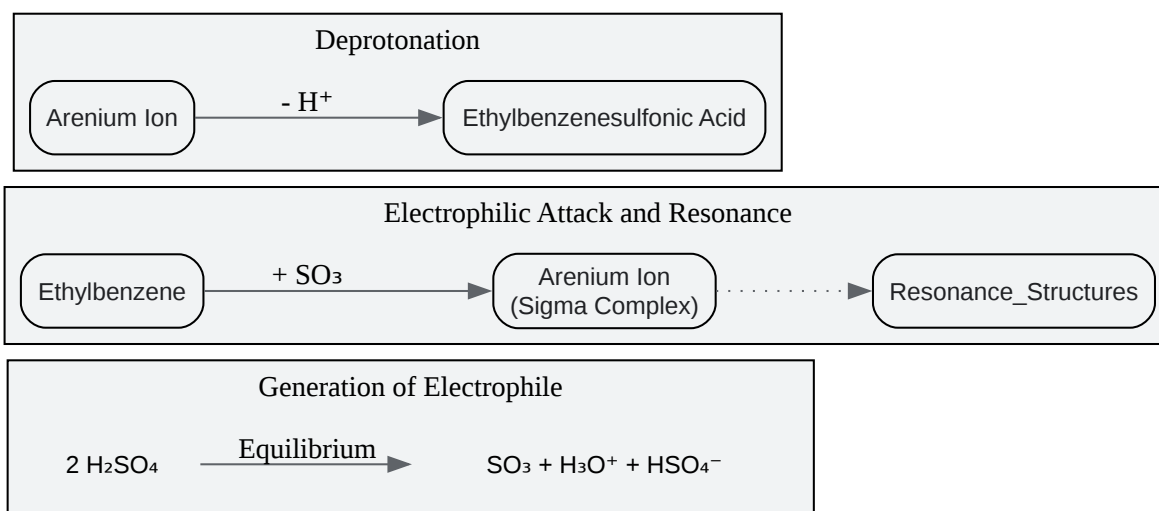 Deprotonation
Arenium Ion
- H⁺
Ethylbenzenesulfonic Acid
Electrophilic Attack and Resonance
Ethylbenzene
+ SO₃
Arenium Ion
(Sigma Complex)
Resonance_Structures
Generation of Electrophile
2 H₂SO₄
Equilibrium
SO₃ + H₃O⁺ + HSO₄⁻